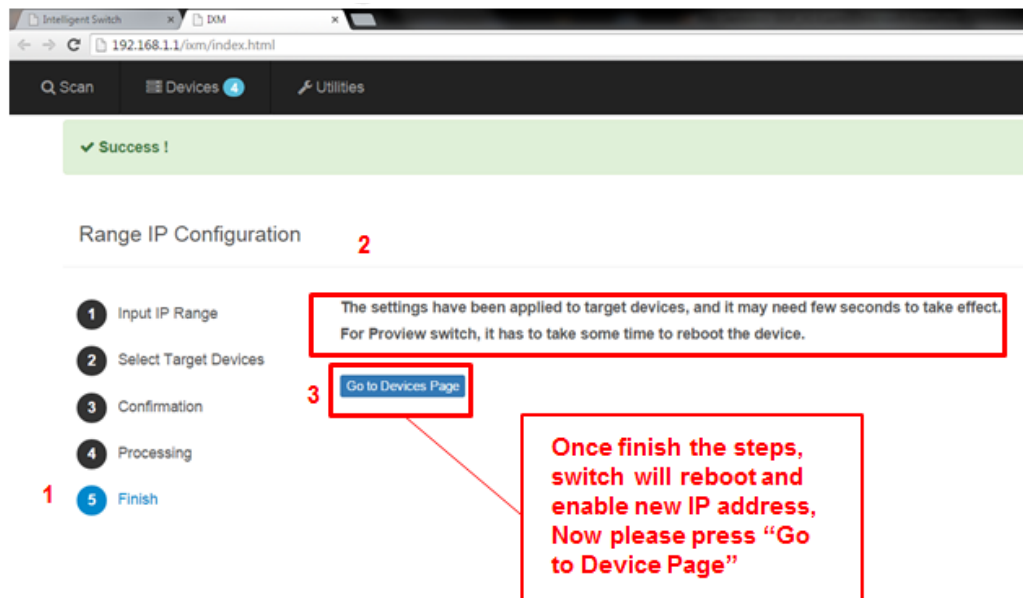 Intelligent Switch
IXM
192.168.1.1/ixm/index.html
Scan
Devices 4
Utilities
Success !
Range IP Configuration
2
1 Input IP Range
2 Select Target Devices
3 Confirmation
4 Processing
1
5 Finish
The settings have been applied to target devices, and it may need few seconds to take effect.
For Proview switch, it has to take some time to reboot the device.
3
Go to Devices Page
Once finish the steps,
switch will reboot and
enable new IP address,
Now please press “Go
to Device Page”